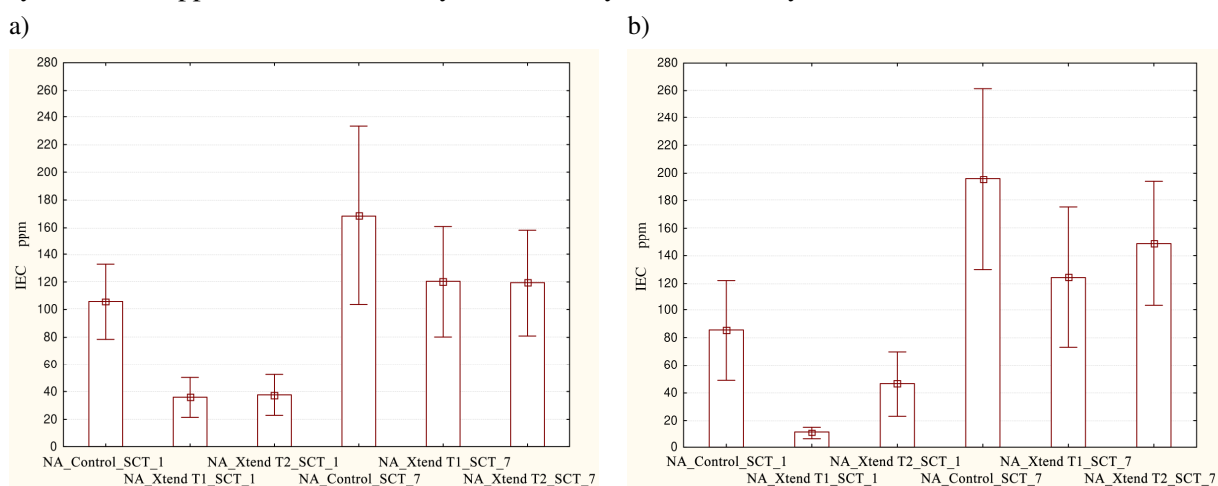 a)
b)
280
260
240
220
200
180
160
140
120
100
80
60
40
20
0
IEC ppm
NA_Control_SCT_1
NA_Xtend T1_SCT_1
NA_Xtend T2_SCT_1
NA_Control_SCT_7
NA_Xtend T1_SCT_7
NA_Xtend T2_SCT_7
280
260
240
220
200
180
160
140
120
100
80
60
40
20
0
IEC ppm
NA_Control_SCT_1
NA_Xtend T1_SCT_1
NA_Xtend T2_SCT_1
NA_Control_SCT_7
NA_Xtend T1_SCT_7
NA_Xtend T2_SCT_7